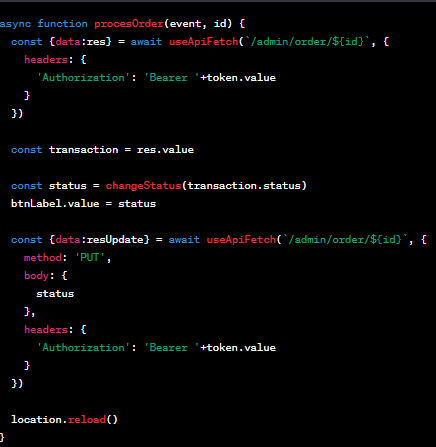 async function procesOrder(event, id) {
  const {data:res} = await useApiFetch(`/admin/order/${id}`, {
    headers: {
      'Authorization': 'Bearer '+token.value
    }
  })

  const transaction = res.value

  const status = changeStatus(transaction.status)
  btnLabel.value = status

  const {data:resUpdate} = await useApiFetch(`/admin/order/${id}`, {
    method: 'PUT',
    body: {
      status
    },
    headers: {
      'Authorization': 'Bearer '+token.value
    }
  })

  location.reload()
}